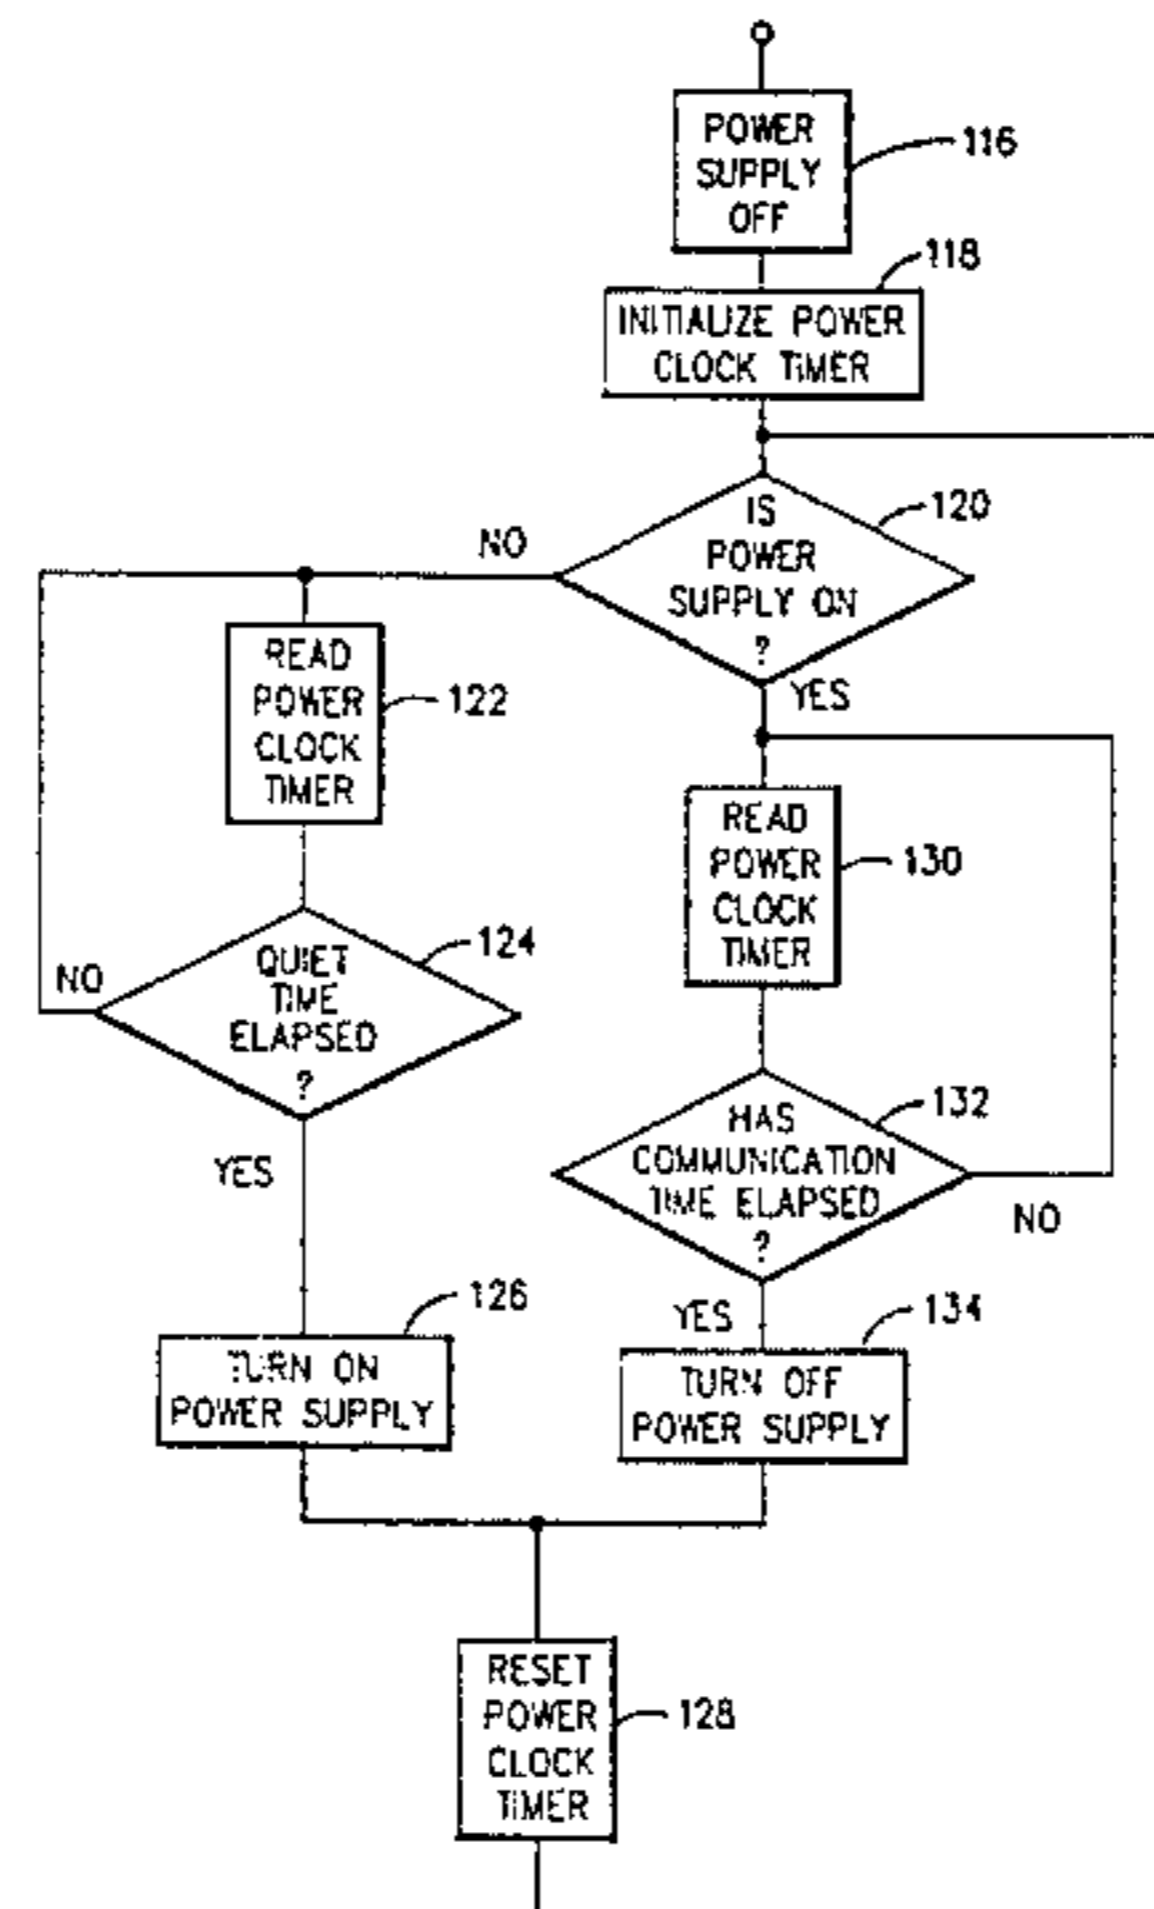 POWER
SUPPLY
OFF
116
118
INITIALIZE POWER
CLOCK TIMER
IS
POWER
SUPPLY ON
?
120
NO
YES
READ
POWER
CLOCK
TIMER
122
READ
POWER
CLOCK
TIMER
130
QUIET
TIME
ELAPSED
?
124
NO
YES
HAS
COMMUNICATION
TIME ELAPSED
?
132
NO
YES
126
TURN ON
POWER SUPPLY
134
TURN OFF
POWER SUPPLY
RESET
POWER
CLOCK
TIMER
128